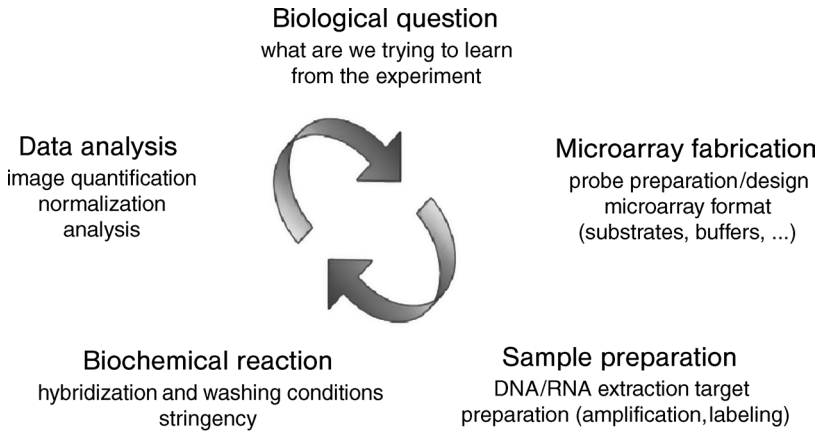 Biological question
what are we trying to learn
from the experiment
Microarray fabrication
probe preparation/design
microarray format
(substrates, buffers, ...)
Sample preparation
DNA/RNA extraction target
preparation (amplification, labeling)
Biochemical reaction
hybridization and washing conditions
stringency
Data analysis
image quantification
normalization
analysis